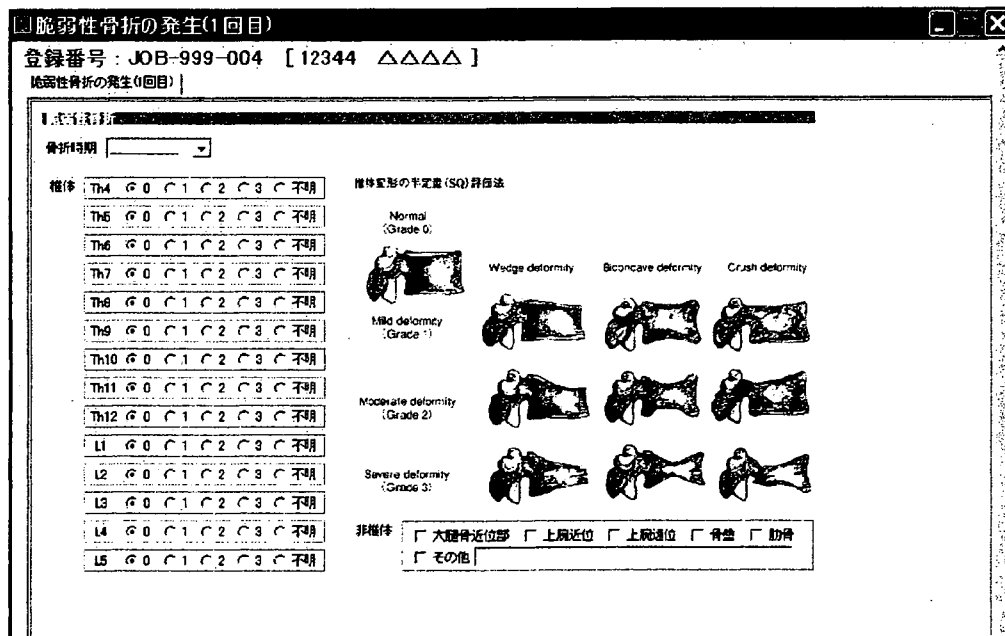 脆弱性骨折の発生(1回目)
登録番号：JOB-999-004 [12344 △△△△]
脆弱性骨折の発生(1回目)
脆弱性骨折
骨折時期
椎体
Th4 0 1 2 3 不明
Th5 0 1 2 3 不明
Th6 0 1 2 3 不明
Th7 0 1 2 3 不明
Th8 0 1 2 3 不明
Th9 0 1 2 3 不明
Th10 0 1 2 3 不明
Th11 0 1 2 3 不明
Th12 0 1 2 3 不明
L1 0 1 2 3 不明
L2 0 1 2 3 不明
L3 0 1 2 3 不明
L4 0 1 2 3 不明
L5 0 1 2 3 不明
椎体変形の半定量(SQ)評価法
Normal
(Grade 0)
Wedge deformity Biconcave deformity Crush deformity
Mild deformity
(Grade 1)
Moderate deformity
(Grade 2)
Severe deformity
(Grade 3)
非椎体 大腿骨近位部 上腕近位 上腕遠位 骨盤 肋骨
その他